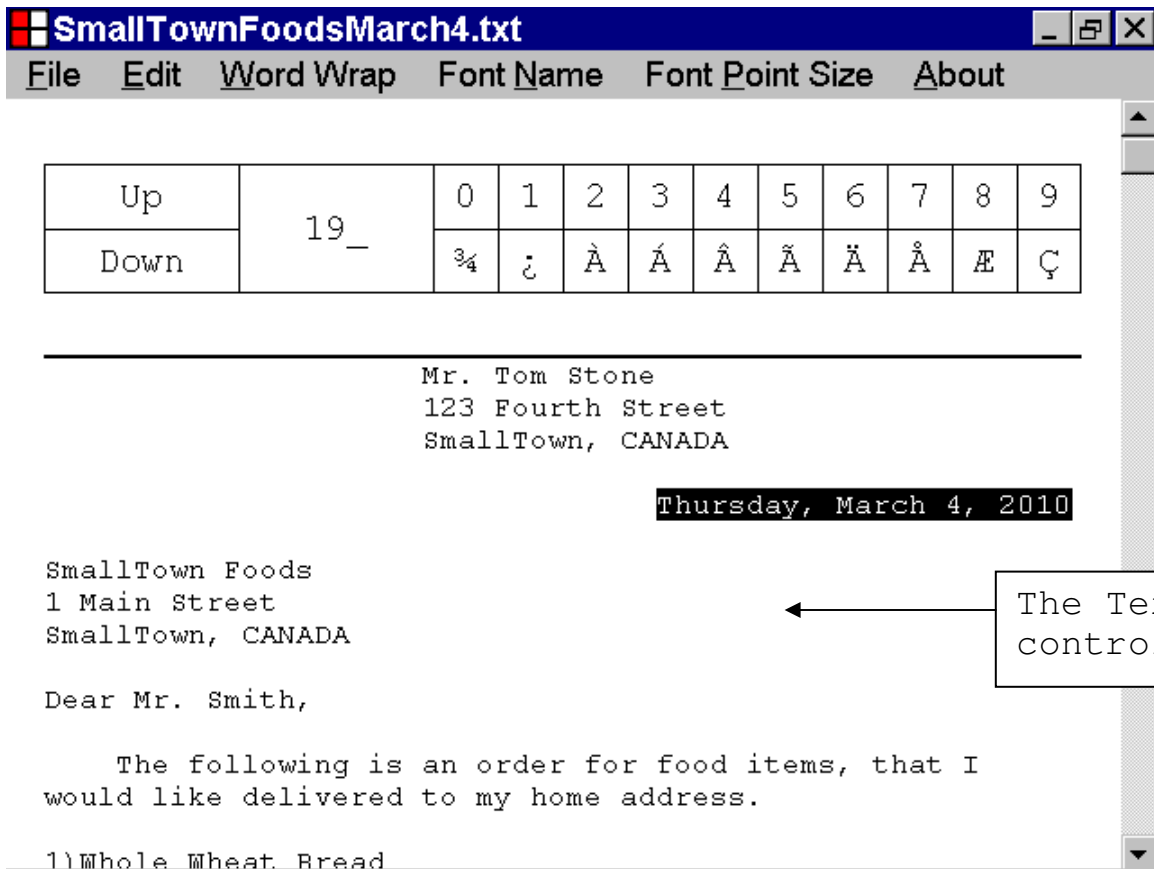 SmallTownFoodsMarch4.txt
File Edit Word Wrap Font Name Font Point Size About
Up 19_ 0 1 2 3 4 5 6 7 8 9
Down ¾ ¿ À Á Â Ã Ä Å Æ Ç
Mr. Tom Stone
123 Fourth Street
SmallTown, CANADA
Thursday, March 4, 2010
SmallTown Foods
1 Main Street
SmallTown, CANADA
The
Dear Mr. Smith,
The following is an order for food items, that I
would like delivered to my home address.
1)Whole Wheat Bread